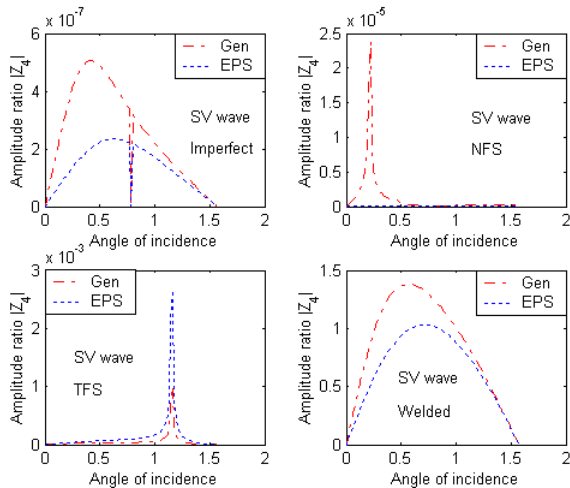 x 10^-7
Amplitude ratio |Z_4|
6
4
2
0
0 0.5 1 1.5 2
Angle of incidence
Gen
EPS
SV wave
Imperfect
x 10^-5
Amplitude ratio |Z_4|
2.5
2
1.5
1
0.5
0
0 0.5 1 1.5 2
Angle of incidence
Gen
EPS
SV wave
NFS
x 10^-3
Amplitude ratio |Z_4|
3
2
1
0
0 0.5 1 1.5 2
Angle of incidence
Gen
EPS
SV wave
TFS
Amplitude ratio |Z_4|
1.5
1
0.5
0
0 0.5 1 1.5 2
Angle of incidence
Gen
EPS
SV wave
Welded